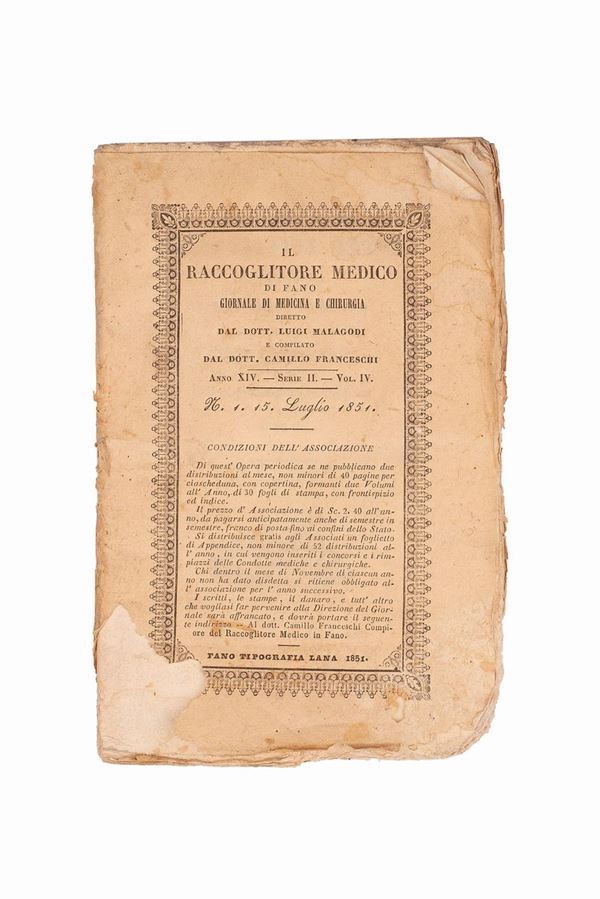 IL
RACCOGLITORE MEDICO
DI FANO
GIORNALE DI MEDICINA E CHIRURGIA
DIRETTO
DAL DOTT. LUIGI MALAGODI
E COMPILATO
DAL DOTT. CAMILLO FRANCESCHI
ANNO XIV. — SERIE II. — VOL. IV.
N. 1. 15. Luglio 1851.
CONDIZIONI DELL' ASSOCIAZIONE
Di quest' Opera periodica se ne pubblicano due
distribuzioni al mese, non minori di 40 pagine per
ciascheduna, con copertina, formanti due Volumi
all' Anno, di 30 fogli di stampa, con frontispizio
ed indice.
Il prezzo d' Associazione è di Sc. 2. 40 all'an-
no, da pagarsi anticipatamente anche di semestre in
semestre, franco di posta fino ai confini dello Stato.
Si distribuisce gratis agli Associati un foglietto
di Appendice, non minore di 52 distribuzioni al-
l' anno, in cui vengono inseriti i concorsi e i rim-
piazzi delle Condotte mediche e chirurgiche.
Chi dentro il mese di Novembre di ciascun an-
no non ha dato disdetta si ritiene obbligato al-
l' associazione per l' anno successivo.
I scritti, le stampe, il danaro, e tutt' altro
che vogliasi far pervenire alla Direzione del Gior-
nale sarà affrancato, e dovrà portare il seguen-
te indirizzo — Al dott. Camillo Franceschi Compi-
ore del Raccoglitore Medico in Fano.
FANO TIPOGRAFIA LANA 1851.